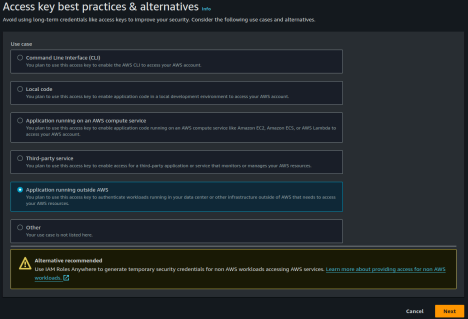 Access key best practices & alternatives Info
Avoid using long-term credentials like access keys to improve your security. Consider the following use cases and alternatives.
Use case
Command Line Interface (CLI)
You plan to use this access key to enable the AWS CLI to access your AWS account.
Local code
You plan to use this access key to enable application code in a local development environment to access your AWS account.
Application running on an AWS compute service
You plan to use this access key to enable application code running on an AWS compute service like Amazon EC2, Amazon ECS, or AWS Lambda to
access your AWS account.
Third-party service
You plan to use this access key to enable access for a third-party application or service that monitors or manages your AWS resources.
Application running outside AWS
You plan to use this access key to authenticate workloads running in your data center or other infrastructure outside of AWS that needs to access
your AWS resources.
Other
Your use case is not listed here.
Alternative recommended
Use IAM Roles Anywhere to generate temporary security credentials for non AWS workloads accessing AWS services. Learn more about providing access for non AWS
workloads.
Cancel
Next